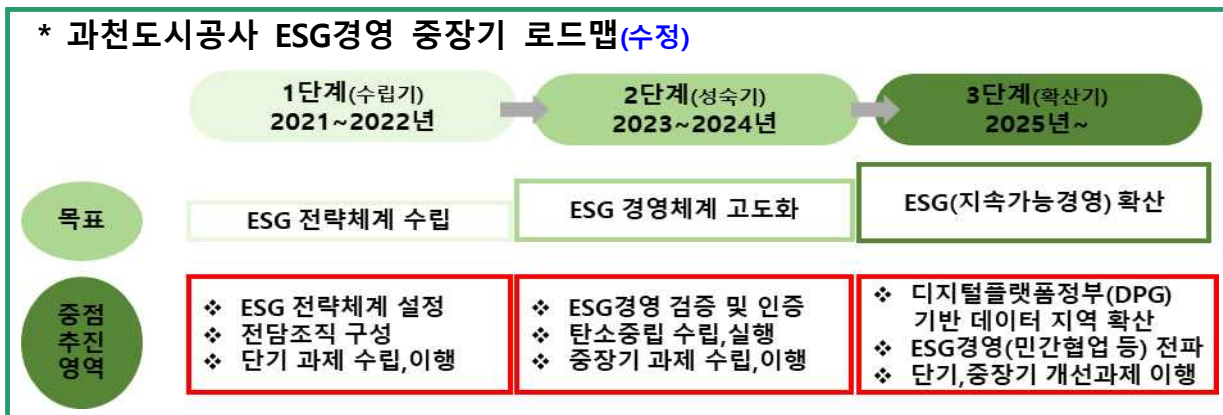 * 과천도시공사 ESG경영 중장기 로드맵(수정)
1단계(수립기)
2021~2022년
2단계(성숙기)
2023~2024년
3단계(확산기)
2025년~
목표
ESG 전략체계 수립
ESG 경영체계 고도화
ESG(지속가능경영) 확산
중점
추진
영역
❖ ESG 전략체계 설정
❖ 전담조직 구성
❖ 단기 과제 수립,이행
❖ ESG경영 검증 및 인증
❖ 탄소중립 수립,실행
❖ 중장기 과제 수립,이행
❖ 디지털플랫폼정부(DPG)
기반 데이터 지역 확산
❖ ESG경영(민간협업 등) 전파
❖ 단기,중장기 개선과제 이행